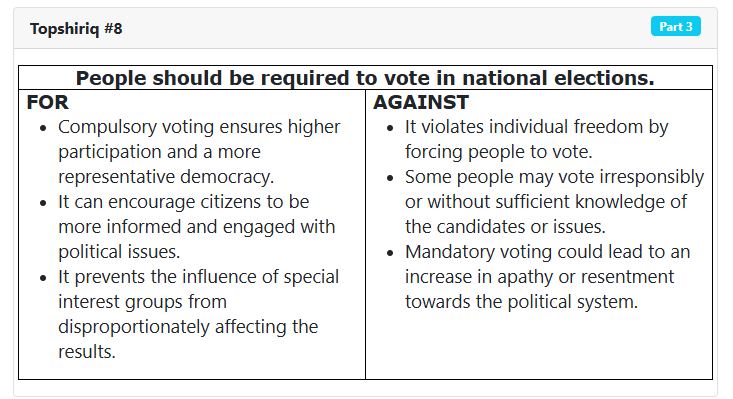 Topshiriq #8
Part 3
People should be required to vote in national elections.
FOR
• Compulsory voting ensures higher
participation and a more
representative democracy.
• It can encourage citizens to be
more informed and engaged with
political issues.
• It prevents the influence of special
interest groups from
disproportionately affecting the
results.
AGAINST
• It violates individual freedom by
forcing people to vote.
• Some people may vote irresponsibly
or without sufficient knowledge of
the candidates or issues.
• Mandatory voting could lead to an
increase in apathy or resentment
towards the political system.